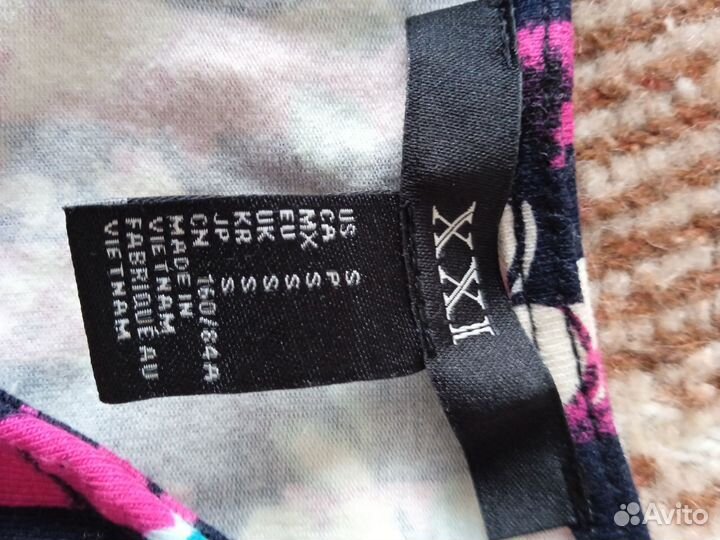 XXI
US S
CA P
MX S
EU S
UK S
KR S
JP S
CN 160/84A
MADE IN
VIETNAM
FABRIQUE AU
VIETNAM
Avito